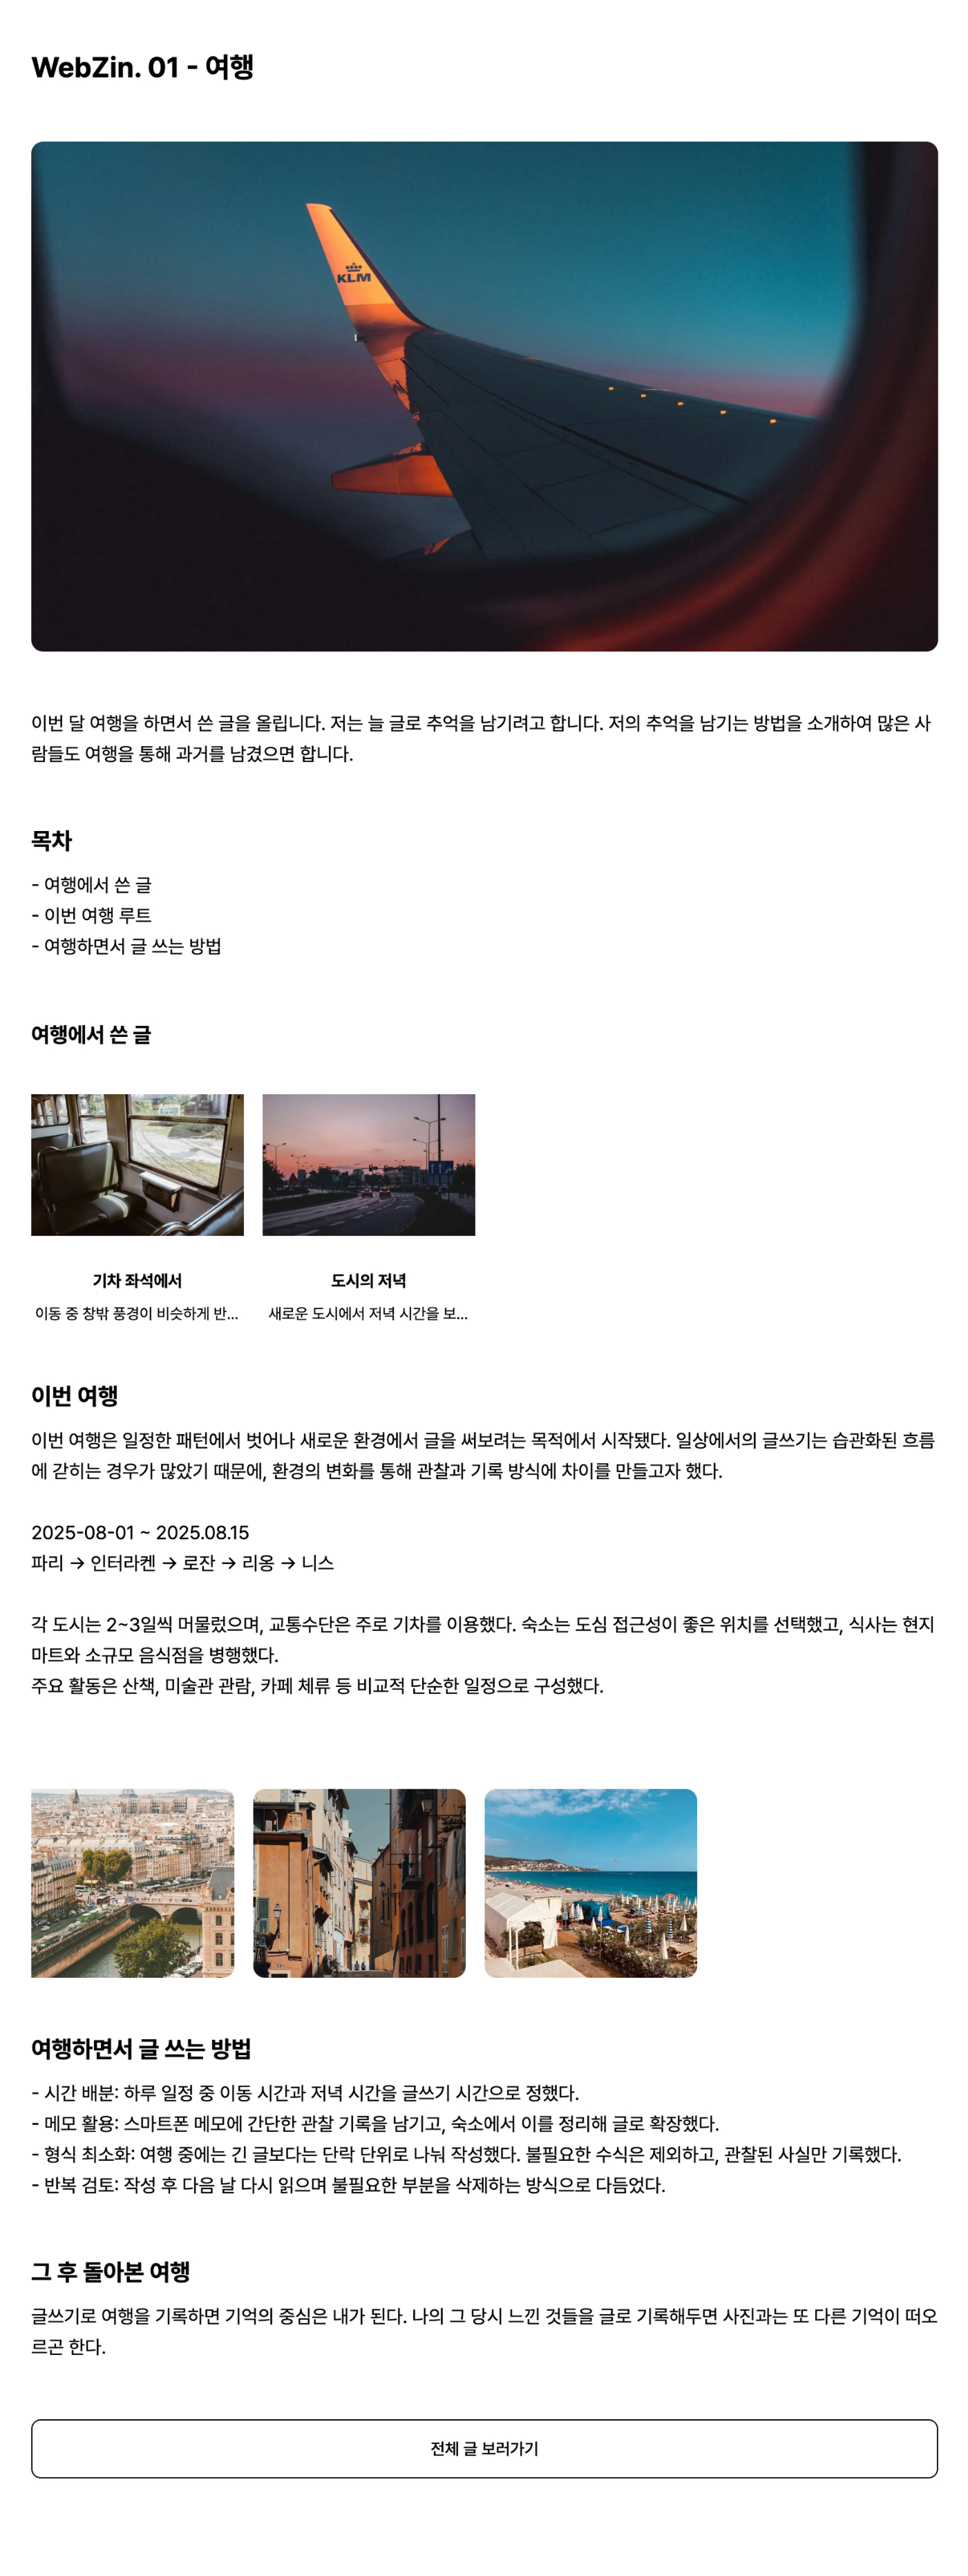 WebZin. 01 - 여행
KLM
이번 달 여행을 하면서 쓴 글을 올립니다. 저는 늘 글로 추억을 남기려고 합니다. 저의 추억을 남기는 방법을 소개하여 많은 사
람들도 여행을 통해 과거를 남겼으면 합니다.
목차
- 여행에서 쓴 글
- 이번 여행 루트
- 여행하면서 글 쓰는 방법
여행에서 쓴 글
기차 좌석에서
이동 중 창밖 풍경이 비슷하게 반...
도시의 저녁
새로운 도시에서 저녁 시간을 보...
이번 여행
이번 여행은 일정한 패턴에서 벗어나 새로운 환경에서 글을 써보려는 목적에서 시작됐다. 일상에서의 글쓰기는 습관화된 흐름
에 갇히는 경우가 많았기 때문에, 환경의 변화를 통해 관찰과 기록 방식에 차이를 만들고자 했다.
2025-08-01 ~ 2025.08.15
파리 → 인터라켄 → 로잔 → 리옹 → 니스
각 도시는 2~3일씩 머물렀으며, 교통수단은 주로 기차를 이용했다. 숙소는 도심 접근성이 좋은 위치를 선택했고, 식사는 현지
마트와 소규모 음식점을 병행했다.
주요 활동은 산책, 미술관 관람, 카페 체류 등 비교적 단순한 일정으로 구성했다.
여행하면서 글 쓰는 방법
- 시간 배분: 하루 일정 중 이동 시간과 저녁 시간을 글쓰기 시간으로 정했다.
- 메모 활용: 스마트폰 메모에 간단한 관찰 기록을 남기고, 숙소에서 이를 정리해 글로 확장했다.
- 형식 최소화: 여행 중에는 긴 글보다는 단락 단위로 나눠 작성했다. 불필요한 수식은 제외하고, 관찰된 사실만 기록했다.
- 반복 검토: 작성 후 다음 날 다시 읽으며 불필요한 부분을 삭제하는 방식으로 다듬었다.
그 후 돌아본 여행
글쓰기로 여행을 기록하면 기억의 중심은 내가 된다. 나의 그 당시 느낀 것들을 글로 기록해두면 사진과는 또 다른 기억이 떠오
르곤 한다.
전체 글 보러가기